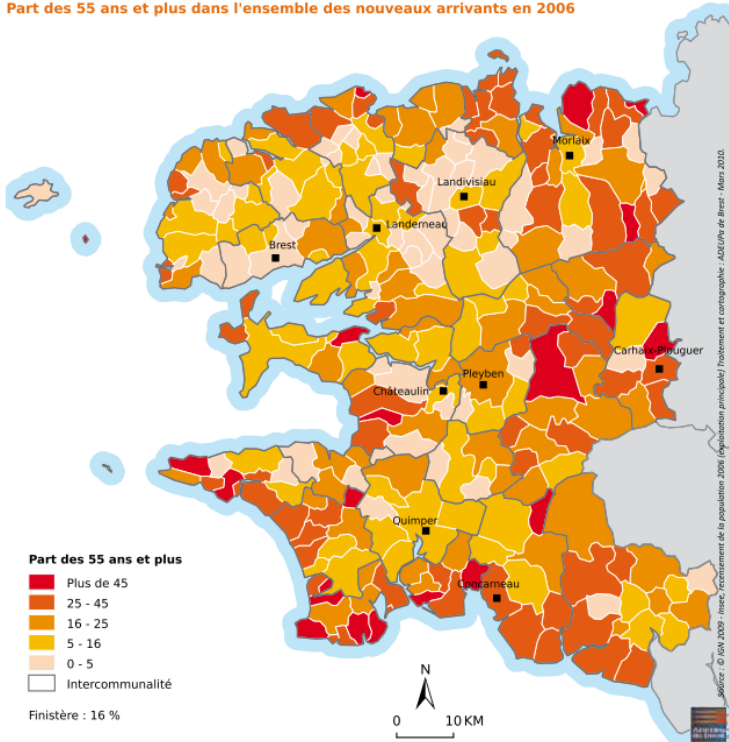 Part des 55 ans et plus dans l'ensemble des nouveaux arrivants en 2006
Morlaix
Landivisiau
Landerneau
Brest
Carhaix-Plouguer
Pleyben
Châteaulin
Quimper
Concarneau
Part des 55 ans et plus
Plus de 45
25 - 45
16 - 25
5 - 16
0 - 5
Intercommunalité
Finistère : 16 %
N
0 10 KM
Source : © IGN 2009 - Insee, recensement de la population 2006 (exploitation principale) Traitement et cartographie : ADEUPa de Brest - Mars 2010.